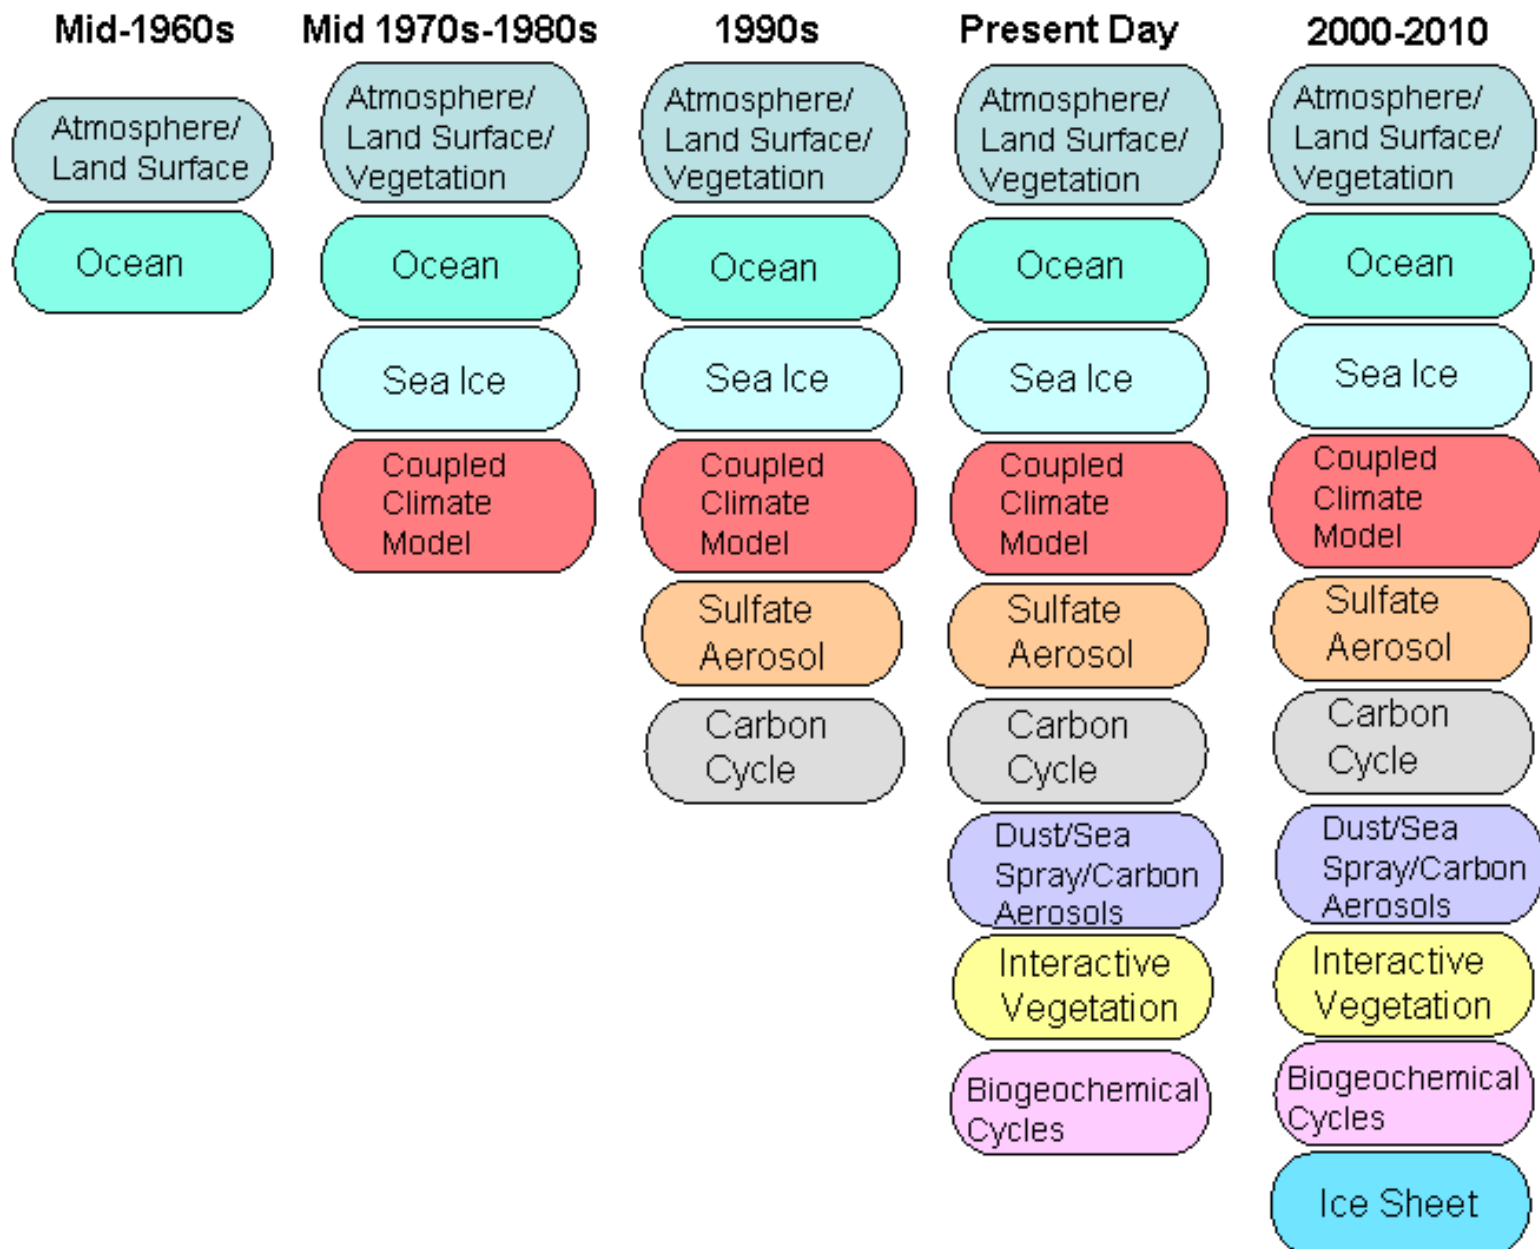 Mid-1960s
Atmosphere/
Land Surface
Ocean
Mid 1970s-1980s
Atmosphere/
Land Surface/
Vegetation
Ocean
Sea Ice
Coupled
Climate
Model
1990s
Atmosphere/
Land Surface/
Vegetation
Ocean
Sea Ice
Coupled
Climate
Model
Sulfate
Aerosol
Carbon
Cycle
Present Day
Atmosphere/
Land Surface/
Vegetation
Ocean
Sea Ice
Coupled
Climate
Model
Sulfate
Aerosol
Carbon
Cycle
Dust/Sea
Spray/Carbon
Aerosols
Interactive
Vegetation
Biogeochemical
Cycles
2000-2010
Atmosphere/
Land Surface/
Vegetation
Ocean
Sea Ice
Coupled
Climate
Model
Sulfate
Aerosol
Carbon
Cycle
Dust/Sea
Spray/Carbon
Aerosols
Interactive
Vegetation
Biogeochemical
Cycles
Ice Sheet